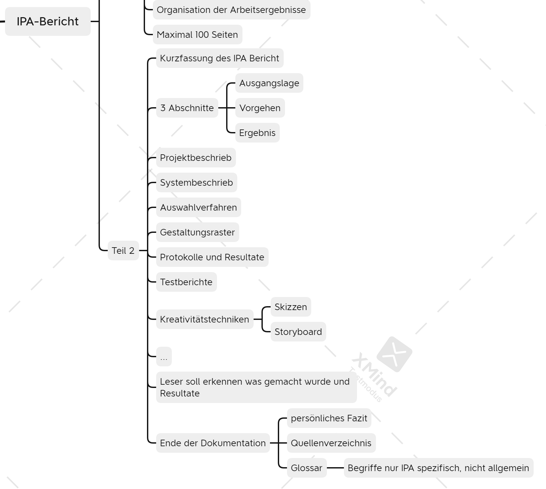 Organisation der Arbeitsergebnisse
IPA-Bericht
Maximal 100 Seiten
Kurzfassung des IPA Bericht
Ausgangslage
3 Abschnitte
Vorgehen
Ergebnis
Projektbeschrieb
Systembeschrieb
Auswahlverfahren
Gestaltungsraster
Teil 2
Protokolle und Resultate
Testberichte
Skizzen
Kreativitätstechniken
Storyboard
...
Leser soll erkennen was gemacht wurde und
Resultate
persönliches Fazit
Ende der Dokumentation
Quellenverzeichnis
Glossar
Begriffe nur IPA spezifisch, nicht allgemein
XMind
Testmodus